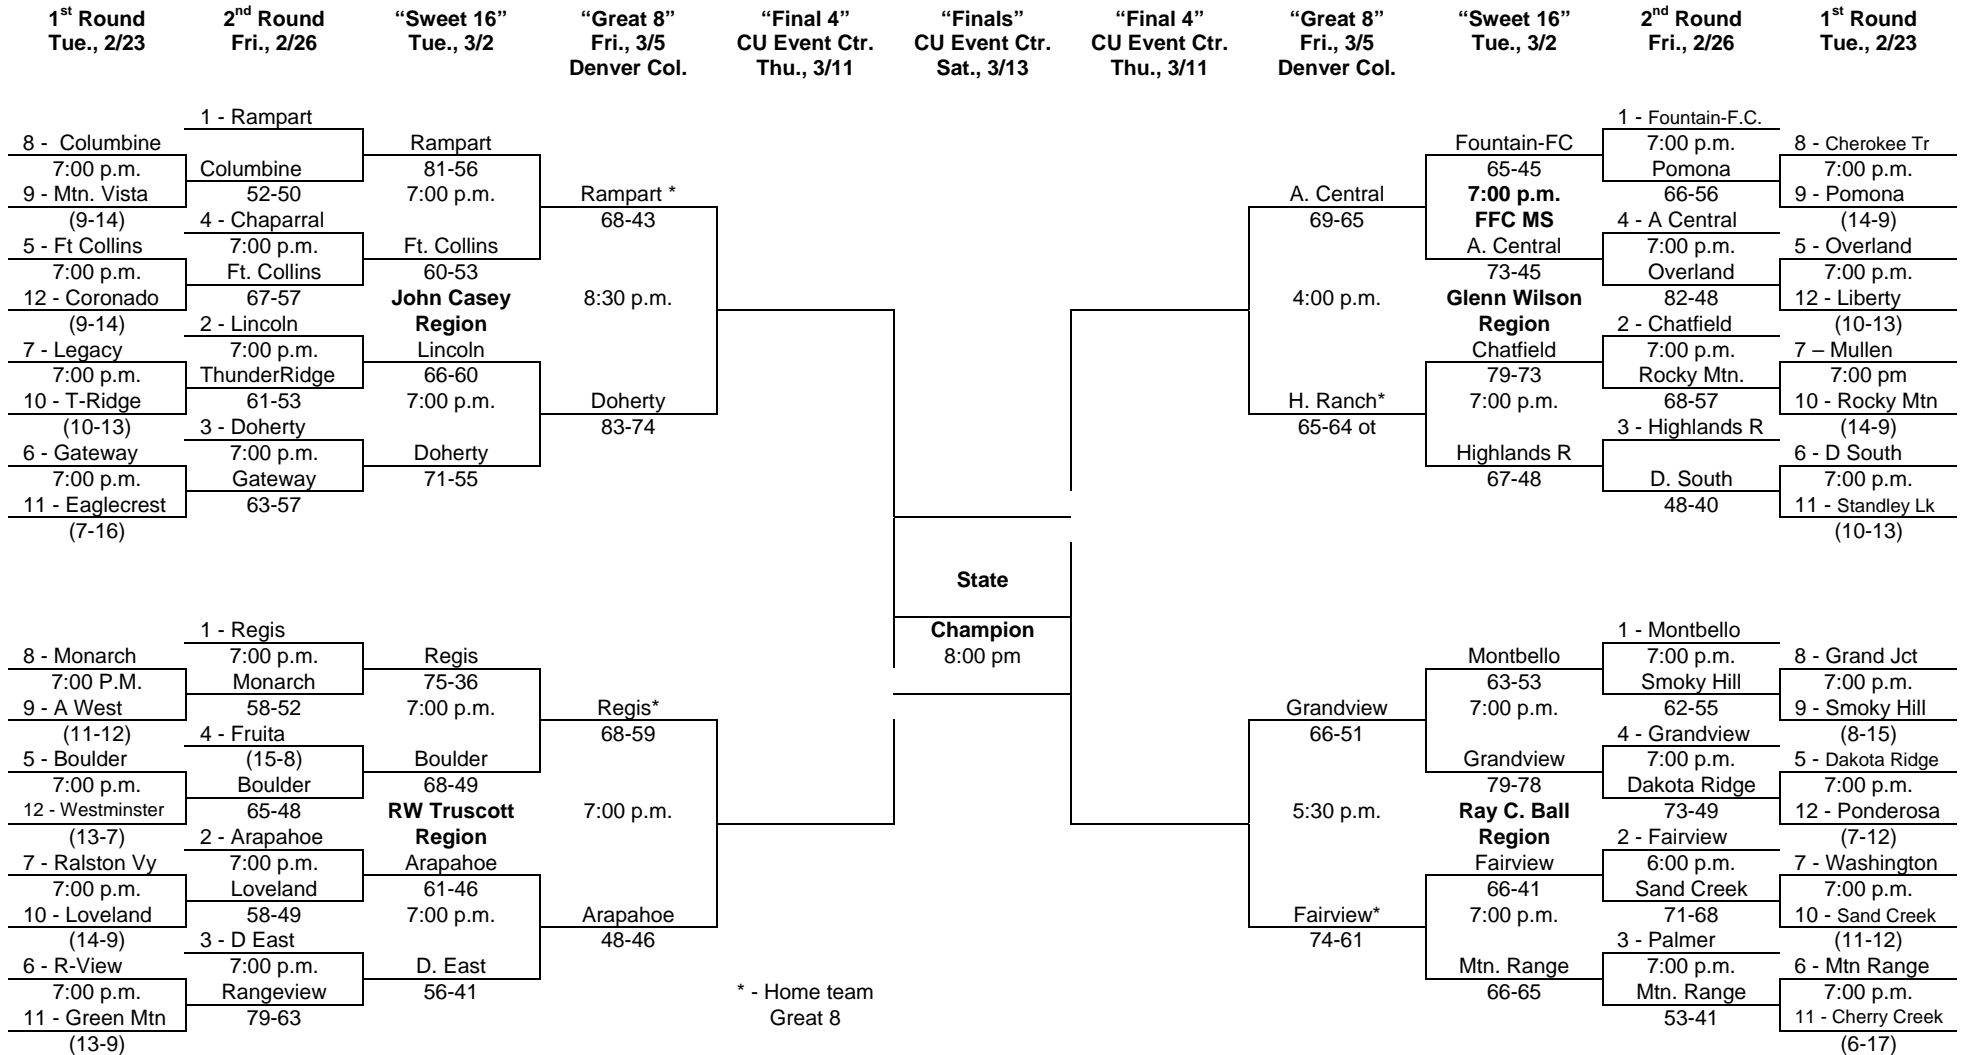 1st Round
Tue., 2/23
2nd Round
Fri., 2/26
“Sweet 16”
Tue., 3/2
“Great 8”
Fri., 3/5
Denver Col.
“Final 4”
CU Event Ctr.
Thu., 3/11
“Finals”
CU Event Ctr.
Sat., 3/13
“Final 4”
CU Event Ctr.
Thu., 3/11
“Great 8”
Fri., 3/5
Denver Col.
“Sweet 16”
Tue., 3/2
2nd Round
Fri., 2/26
1st Round
Tue., 2/23
8 - Columbine
7:00 p.m.
9 - Mtn. Vista
(9-14)
5 - Ft Collins
7:00 p.m.
12 - Coronado
(9-14)
7 - Legacy
7:00 p.m.
10 - T-Ridge
(10-13)
6 - Gateway
7:00 p.m.
11 - Eaglecrest
(7-16)
1 - Rampart
Columbine
52-50
4 - Chaparral
7:00 p.m.
Ft. Collins
67-57
2 - Lincoln
7:00 p.m.
ThunderRidge
61-53
3 - Doherty
7:00 p.m.
Gateway
63-57
Rampart
81-56
7:00 p.m.
Ft. Collins
60-53
John Casey
Region
Lincoln
66-60
7:00 p.m.
Doherty
71-55
Rampart *
68-43
8:30 p.m.
Doherty
83-74
8 - Monarch
7:00 P.M.
9 - A West
(11-12)
5 - Boulder
7:00 p.m.
12 - Westminster
(13-7)
7 - Ralston Vy
7:00 p.m.
10 - Loveland
(14-9)
6 - R-View
7:00 p.m.
11 - Green Mtn
(13-9)
1 - Regis
7:00 p.m.
Monarch
58-52
4 - Fruita
(15-8)
Boulder
65-48
2 - Arapahoe
7:00 p.m.
Loveland
58-49
3 - D East
7:00 p.m.
Rangeview
79-63
Regis
75-36
7:00 p.m.
Boulder
68-49
RW Truscott
Region
Arapahoe
61-46
7:00 p.m.
D. East
56-41
Regis*
68-59
7:00 p.m.
Arapahoe
48-46
* - Home team
Great 8
State
Champion
8:00 pm
A. Central
69-65
4:00 p.m.
H. Ranch*
65-64 ot
Fountain-FC
65-45
7:00 p.m.
FFC MS
A. Central
73-45
Glenn Wilson
Region
Chatfield
79-73
7:00 p.m.
Highlands R
67-48
1 - Fountain-F.C.
7:00 p.m.
Pomona
66-56
4 - A Central
7:00 p.m.
Overland
82-48
2 - Chatfield
7:00 p.m.
Rocky Mtn.
68-57
3 - Highlands R
D. South
48-40
8 - Cherokee Tr
7:00 p.m.
9 - Pomona
(14-9)
5 - Overland
7:00 p.m.
12 - Liberty
(10-13)
7 – Mullen
7:00 pm
10 - Rocky Mtn
(14-9)
6 - D South
7:00 p.m.
11 - Standley Lk
(10-13)
Grandview
66-51
5:30 p.m.
Fairview*
74-61
Montbello
63-53
7:00 p.m.
Grandview
79-78
Ray C. Ball
Region
Fairview
66-41
7:00 p.m.
Mtn. Range
66-65
1 - Montbello
7:00 p.m.
Smoky Hill
62-55
4 - Grandview
7:00 p.m.
Dakota Ridge
73-49
2 - Fairview
6:00 p.m.
Sand Creek
71-68
3 - Palmer
7:00 p.m.
Mtn. Range
53-41
8 - Grand Jct
7:00 p.m.
9 - Smoky Hill
(8-15)
5 - Dakota Ridge
7:00 p.m.
12 - Ponderosa
(7-12)
7 - Washington
7:00 p.m.
10 - Sand Creek
(11-12)
6 - Mtn Range
7:00 p.m.
11 - Cherry Creek
(6-17)